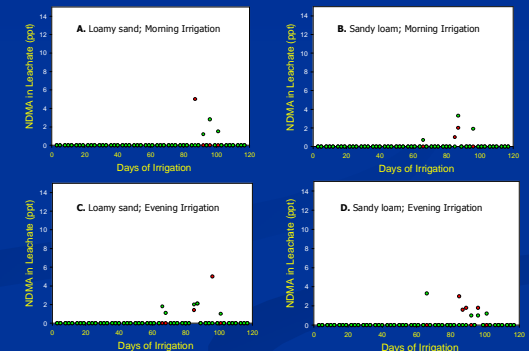 A. Loamy sand; Morning Irrigation
NDMA in Leachate (ppt)
14
12
10
8
6
4
2
0
0 20 40 60 80 100 120
Days of Irrigation
B. Sandy loam; Morning Irrigation
NDMA in Leachate (ppt)
14
12
10
8
6
4
2
0
0 20 40 60 80 100 120
Days of Irrigation
C. Loamy sand; Evening Irrigation
NDMA in Leachate (ppt)
14
12
10
8
6
4
2
0
0 20 40 60 80 100 120
Days of Irrigation
D. Sandy loam; Evening Irrigation
NDMA in Leachate (ppt)
14
12
10
8
6
4
2
0
0 20 40 60 80 100 120
Days of Irrigation